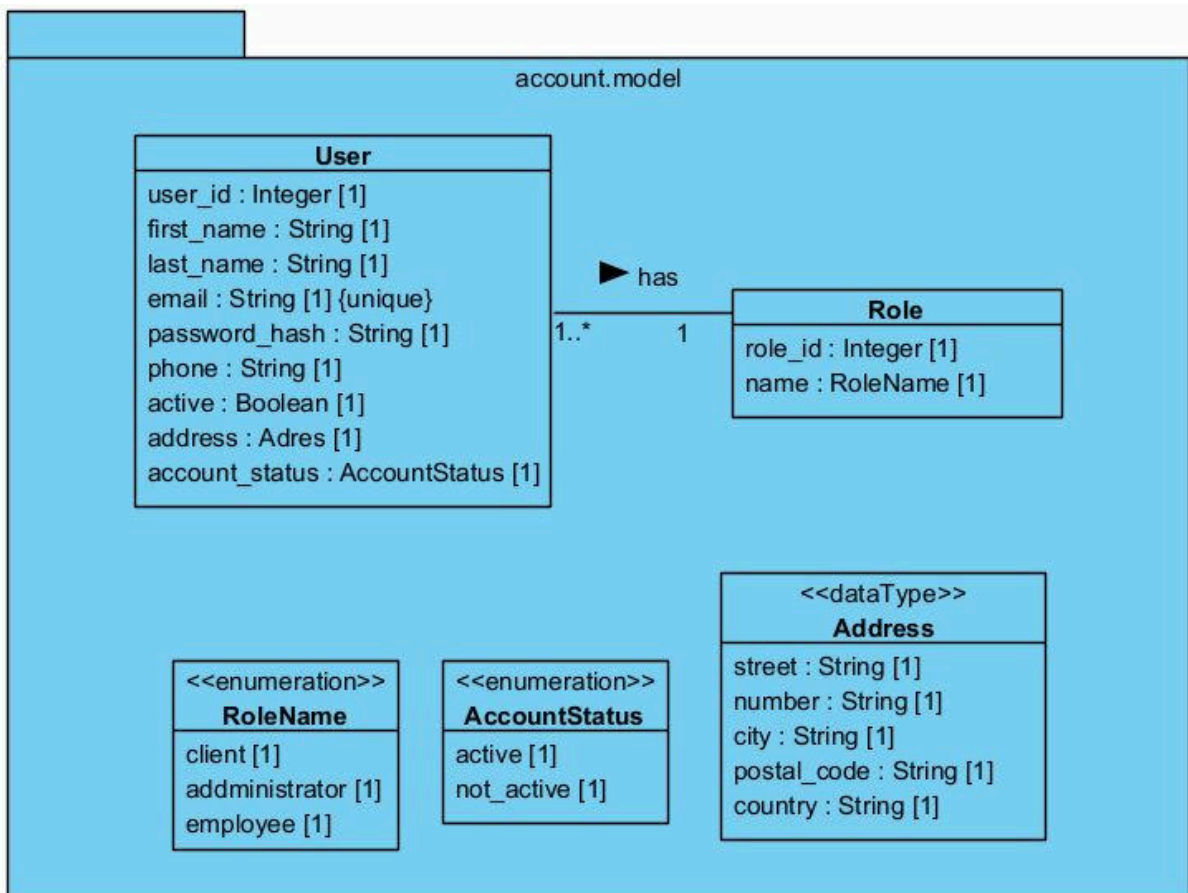 account.model
User
user_id : Integer [1]
first_name : String [1]
last_name : String [1]
email : String [1] {unique}
password_hash : String [1]
phone : String [1]
active : Boolean [1]
address : Adres [1]
account_status : AccountStatus [1]
has
1..*
1
Role
role_id : Integer [1]
name : RoleName [1]
<<enumeration>>
RoleName
client [1]
addministrator [1]
employee [1]
<<enumeration>>
AccountStatus
active [1]
not_active [1]
<<dataType>>
Address
street : String [1]
number : String [1]
city : String [1]
postal_code : String [1]
country : String [1]